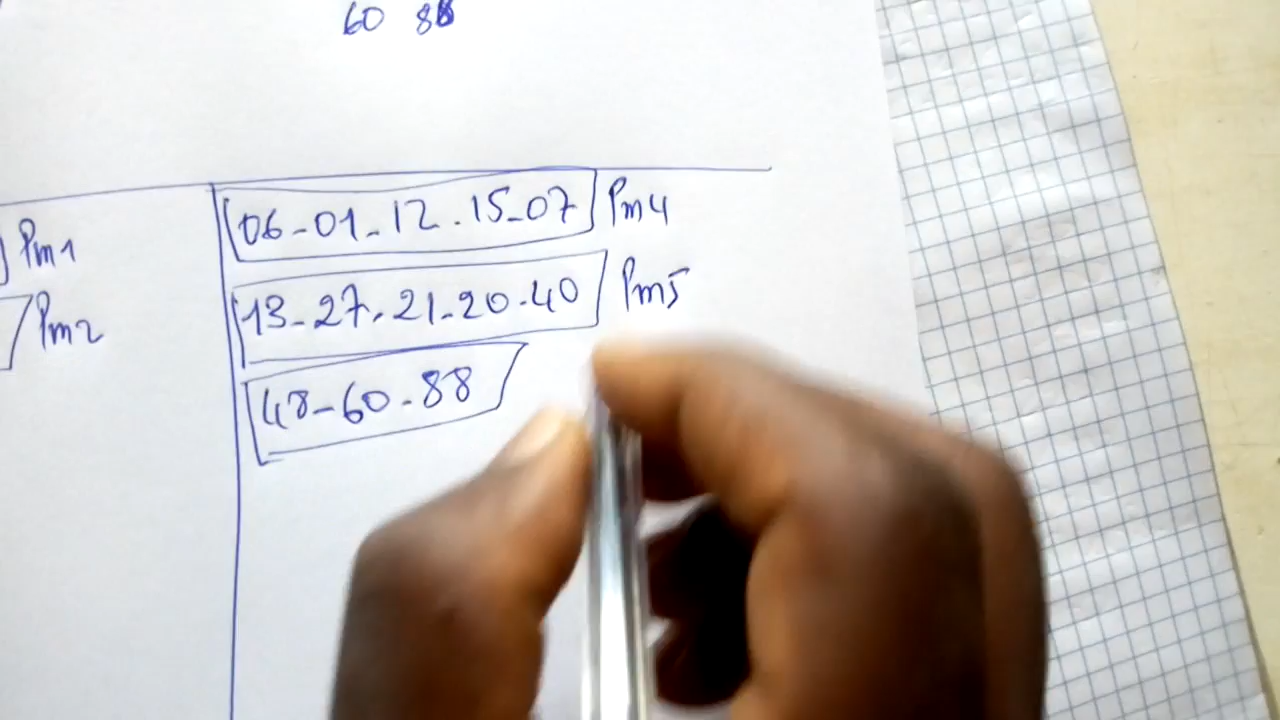 60 88
Pm1
Pm2
06-01-12.15-07 Pm4
13-27.21-20.40 Pm5
48-60.88